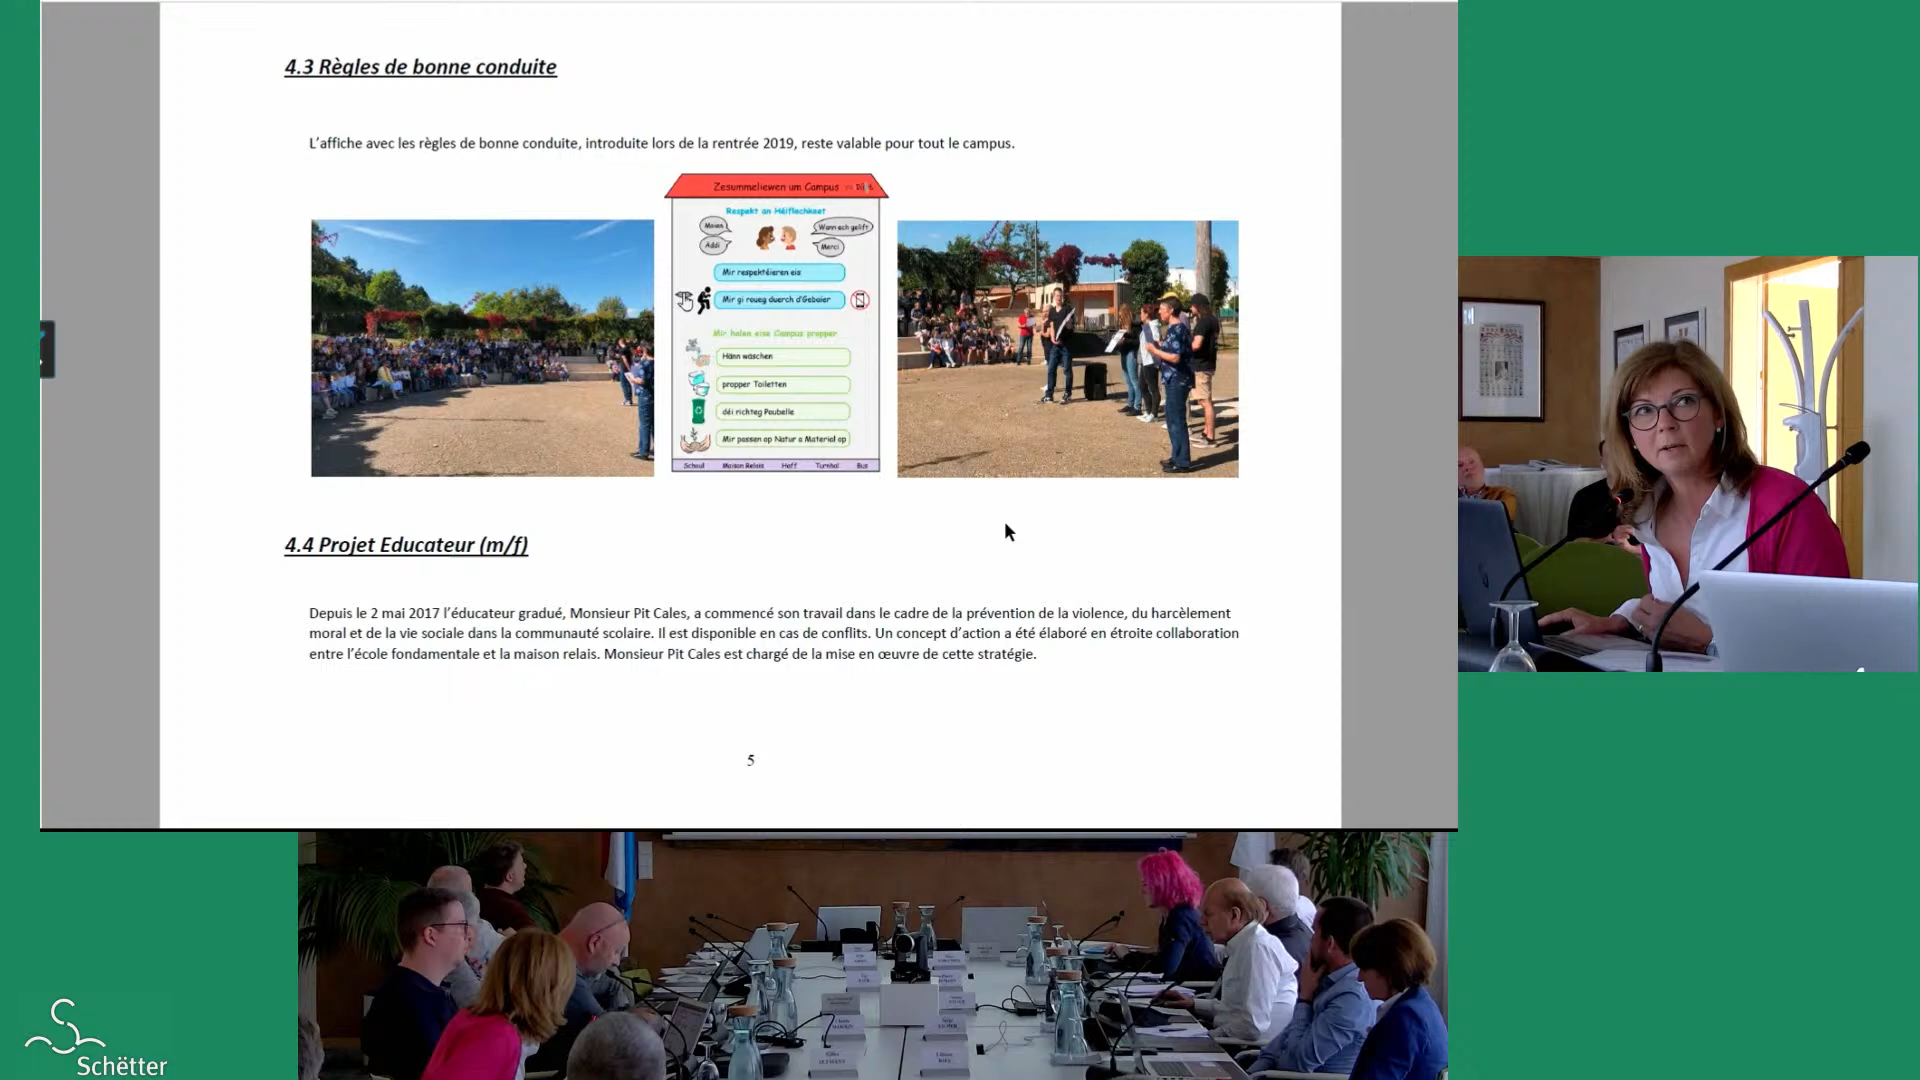 4.3 Règles de bonne conduite
L'affiche avec les règles de bonne conduite, introduite lors de la rentrée 2019, reste valable pour tout le campus.
Zesummeliewen um Campus
Respekt an Héiflechkeet
Moien
Wann ech gelift
Addi
Merci
Mir respektéieren eis
Mir gi roueg duerch d'Gebaier
Mir halen eise Campus propper
Hänn wäschen
propper Toiletten
déi richteg Poubelle
Mir passen op Natur a Material op
Schoul Maison Relais Haff Turnhal Bus
4.4 Projet Educateur (m/f)
Depuis le 2 mai 2017 l'éducateur gradué, Monsieur Pit Cales, a commencé son travail dans le cadre de la prévention de la violence, du harcèlement
moral et de la vie sociale dans la communauté scolaire. Il est disponible en cas de conflits. Un concept d'action a été élaboré en étroite collaboration
entre l'école fondamentale et la maison relais. Monsieur Pit Cales est chargé de la mise en œuvre de cette stratégie.
5
Schëtter